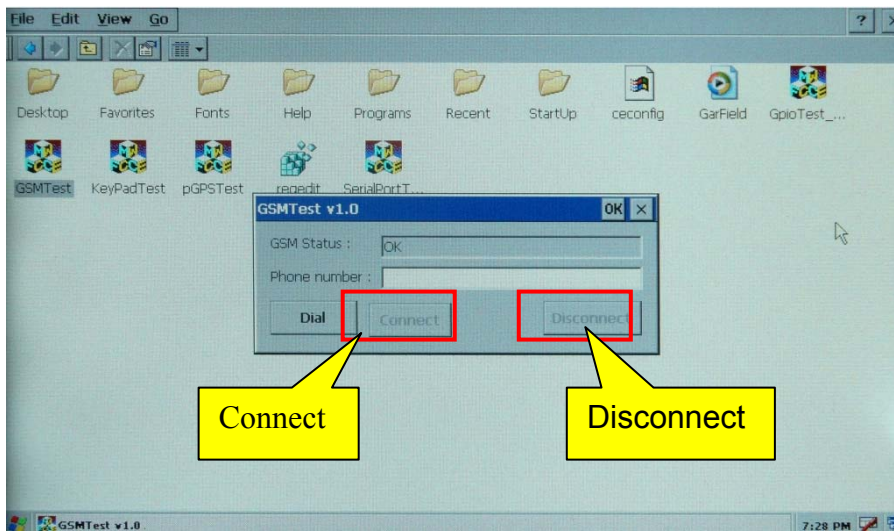 File Edit View Go ?
Desktop Favorites Fonts Help Programs Recent StartUp ceconfig GarField GpioTest_...
GSMTest KeyPadTest pGPSTest regedit SerialPortT...
GSMTest v1.0 OK ×
GSM Status : OK
Phone number :
Dial Connect Disconnect
Connect Disconnect
GSMTest v1.0 7:28 PM